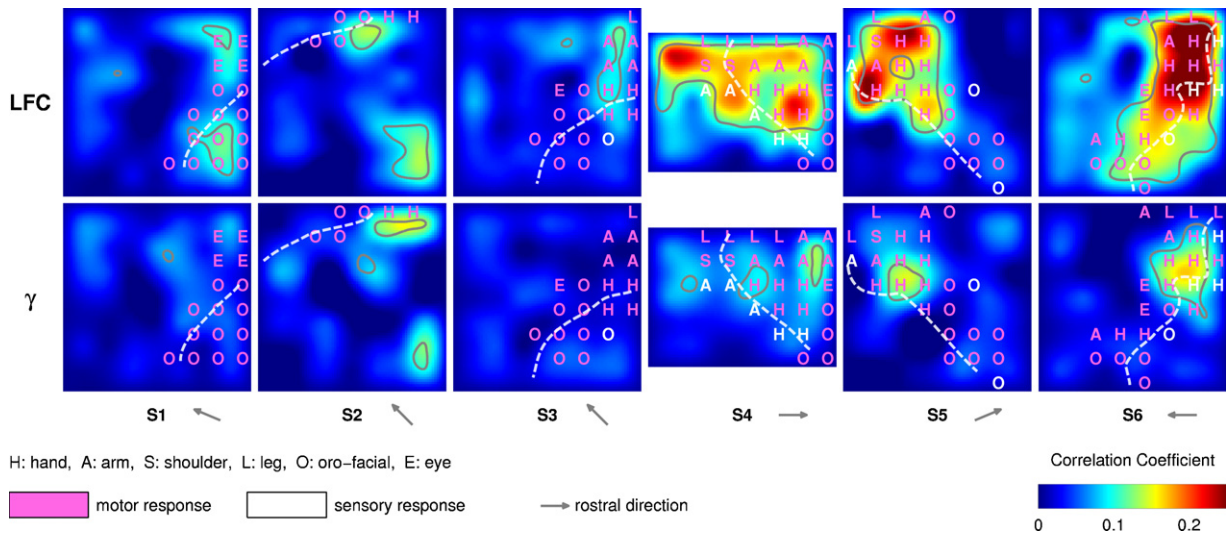 O O H H L L A O A L L L
E E O O A A L L L L A A L S H H A H H
E E A A S S A A A A A A H H H H H
LFC
O O E O H H A A H H H E H H H O O E H H H
O O O O H H A H H H H O E O H
O O O O O O O H H O O O O A H H O
O O O O O O O O O O O O O O
O O
O O H H L L A O A L L L
E E O O A A L L L L A A L S H H A H H
E E A A S S A A A A A A H H H H H
γ
O O E O H H A A H H H E H H H O O E H H H
O O O O H H A H H H H O E O H
O O O O O O O H H O O O O A H H O
O O O O O O O O O O O O O O
O O
S1 S2 S3 S4 S5 S6
H: hand, A: arm, S: shoulder, L: leg, O: oro-facial, E: eye
Correlation Coefficient
motor response sensory response rostral direction
0 0.1 0.2